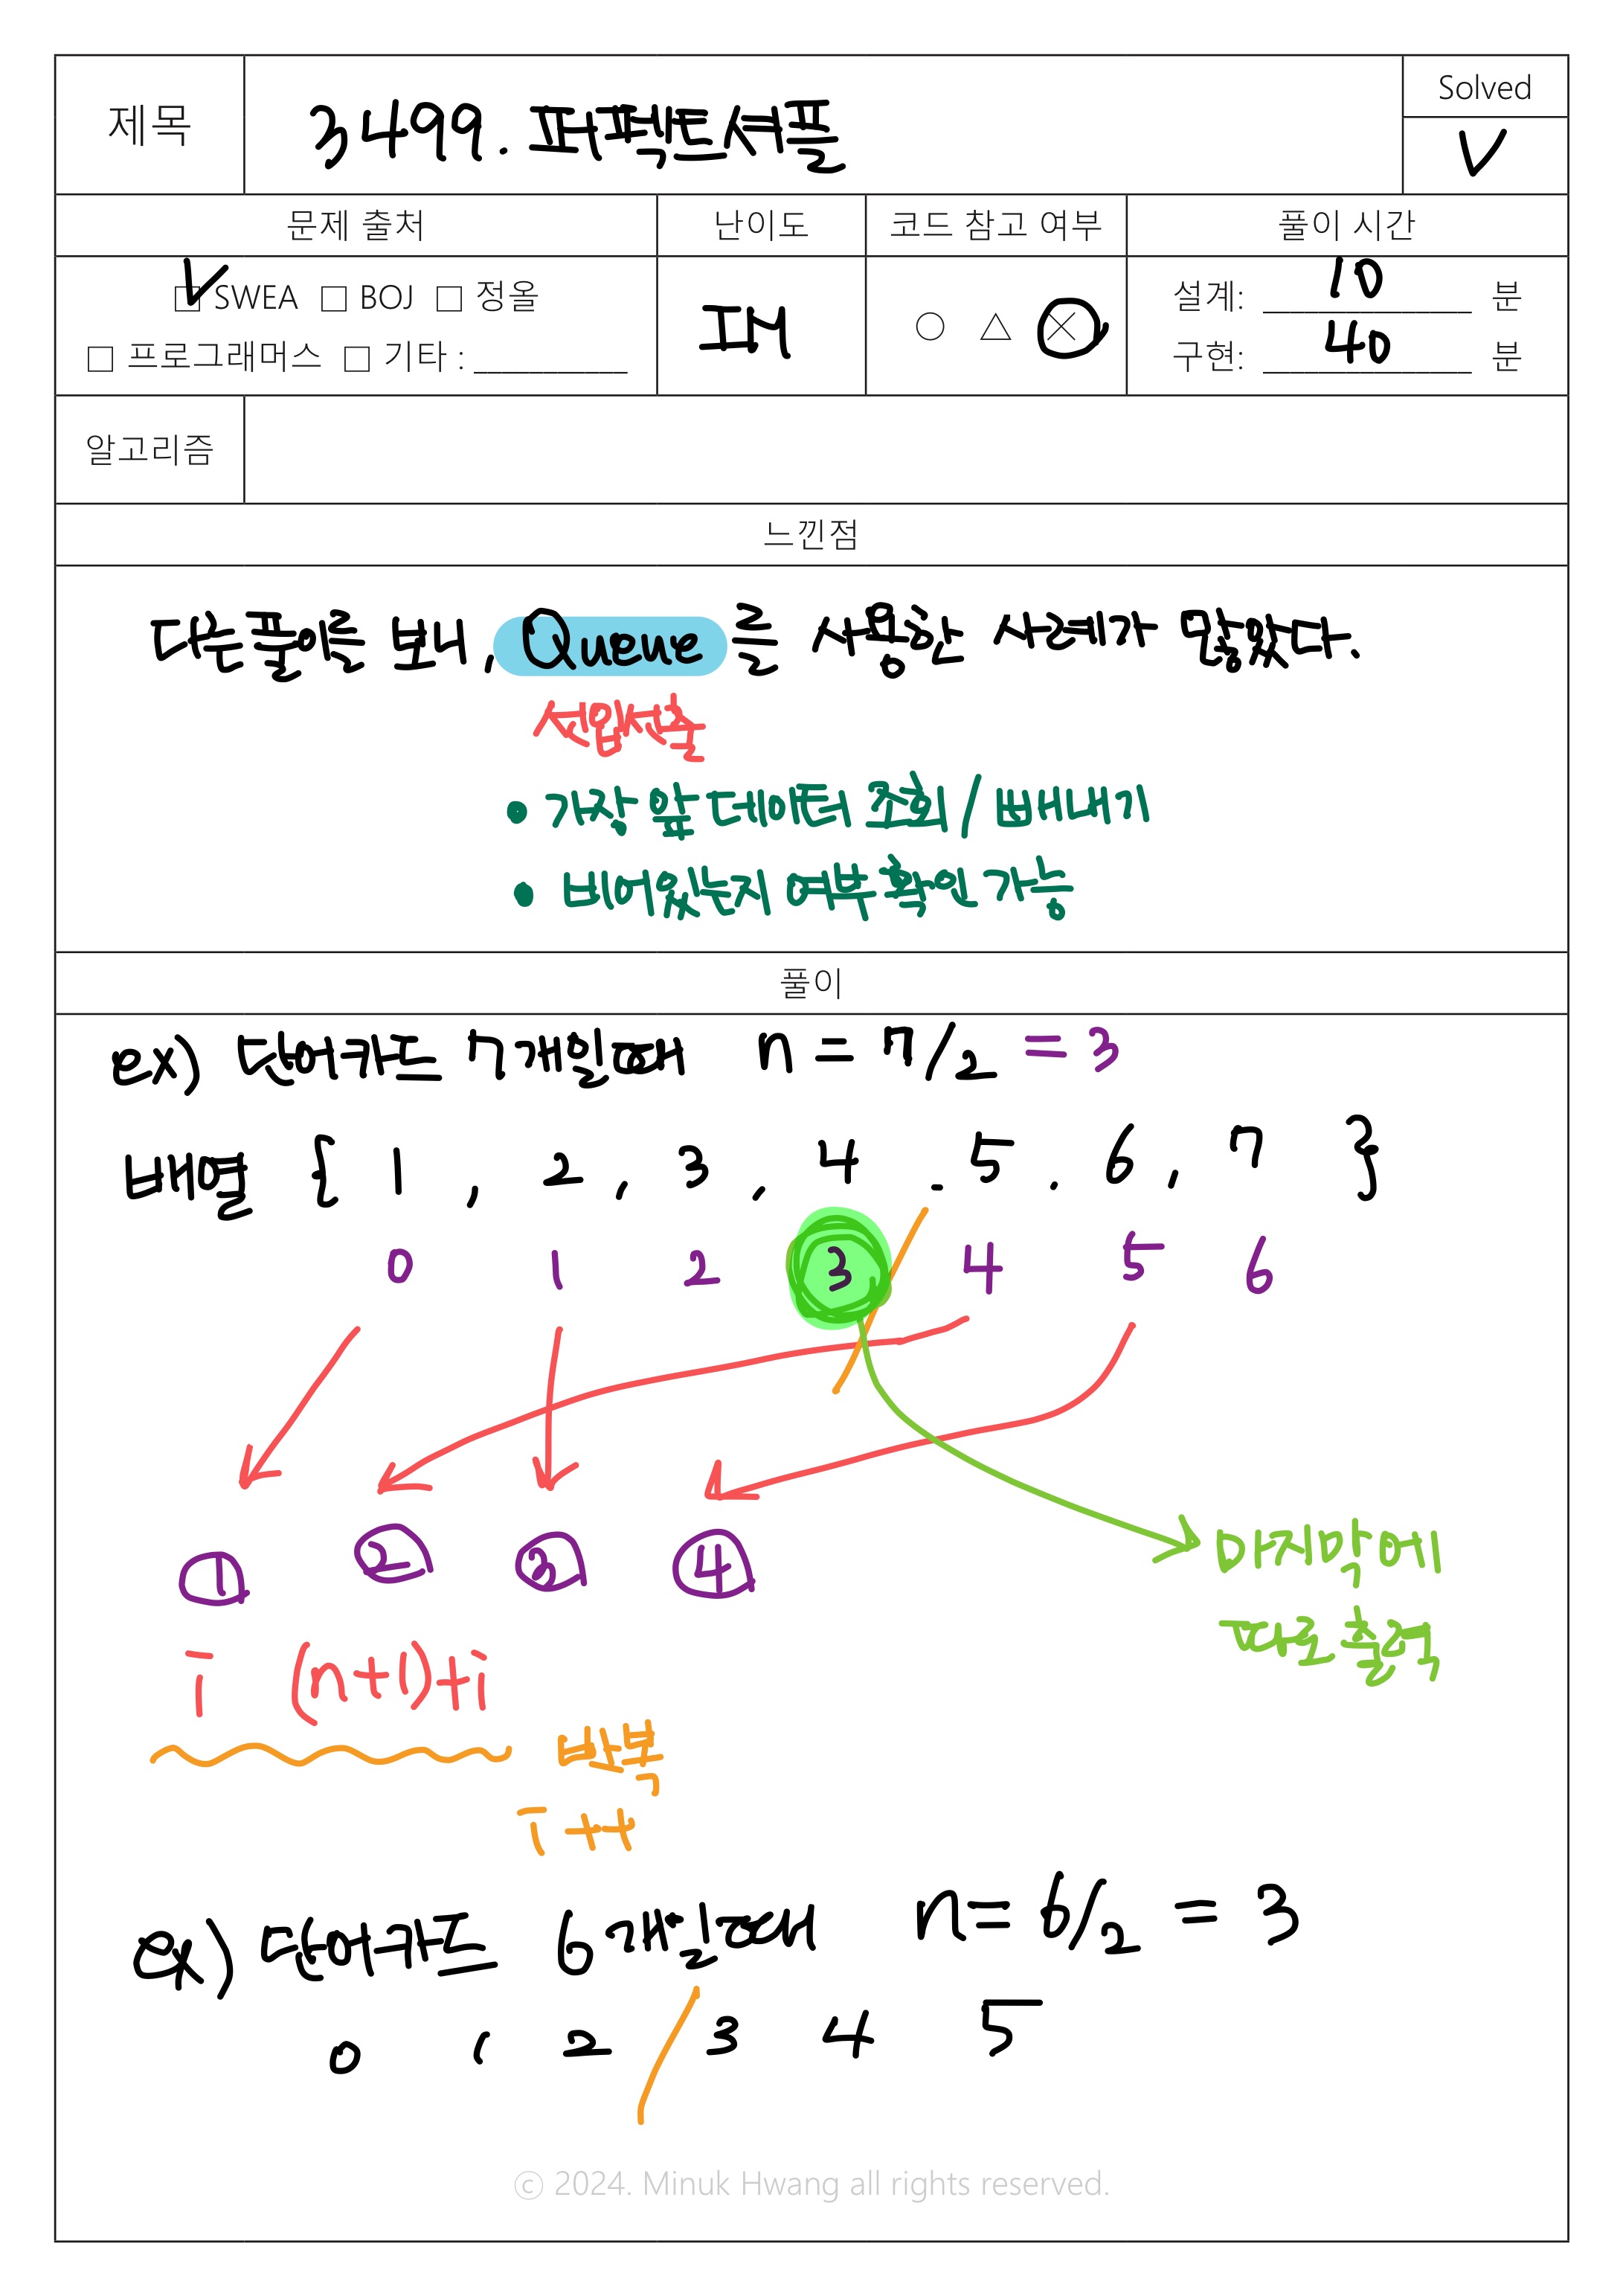 제목 3499. 퍼펙트 셔플 Solved
V
문제 출처 난이도 코드 참고 여부 풀이 시간
V □ SWEA □ BOJ □ 정올
□ 프로그래머스 □ 기타 : ___________
IM
○ △ ×
설계: 10 분
구현: 40 분
알고리즘
느낀점
다른풀이를 보니, Queue를 사용한 사례가 많았다.
선입선출
• 가장 앞 데이터 조회 / 빼내기
• 비어있는지 여부 확인 가능
풀이
ex) 단어카드 7개일때 n = 7/2 = 3
배열 { 1 , 2 , 3 , 4 . 5 . 6 , 7 }
0 1 2 3 4 5 6
① ② ③ ④
마지막에
따로 출력
i (n+1)+i
반복
i++
ex) 단어카드 6개일때 n = 6/2 = 3
0 1 2 / 3 4 5
ⓒ 2024. Minuk Hwang all rights reserved.